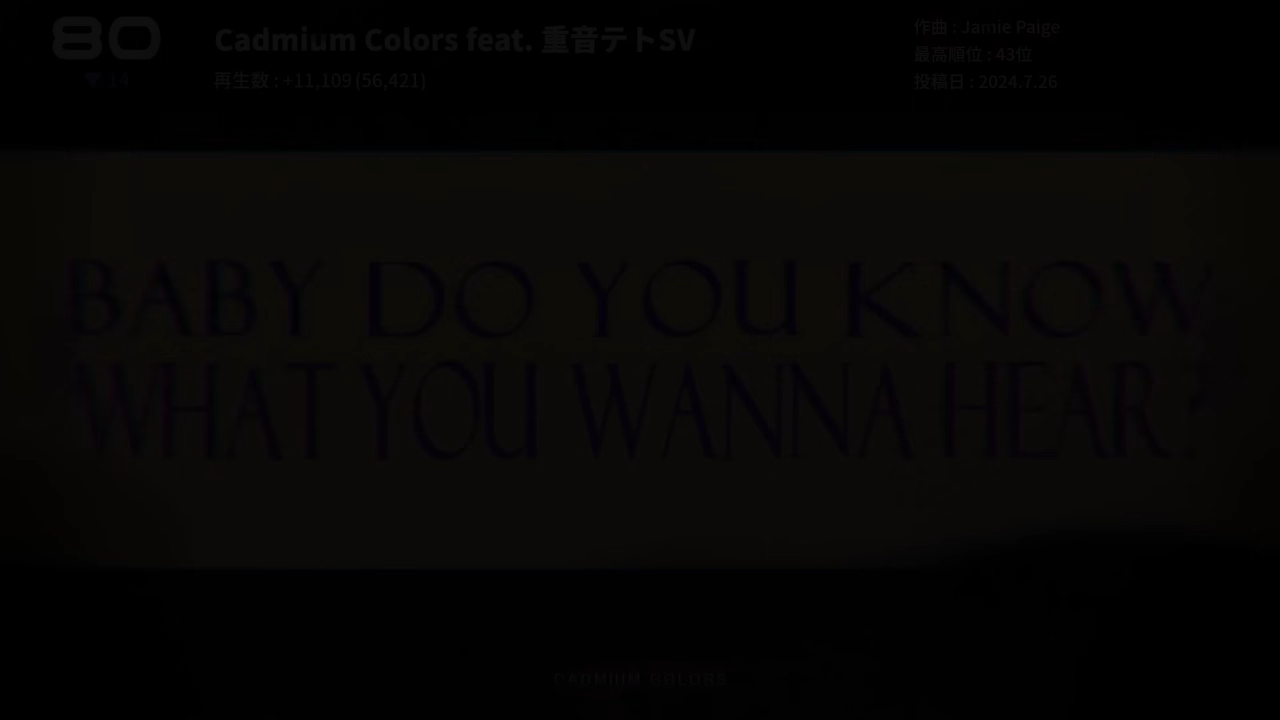 80
▼ 14
Cadmium Colors feat. 重音テトSV
再生数 : +11,109 (56,421)
作曲 : Jamie Paige
最高順位 : 43位
投稿日 : 2024.7.26
BABY DO YOU KNOW
WHAT YOU WANNA HEAR?
CADMIUM COLORS